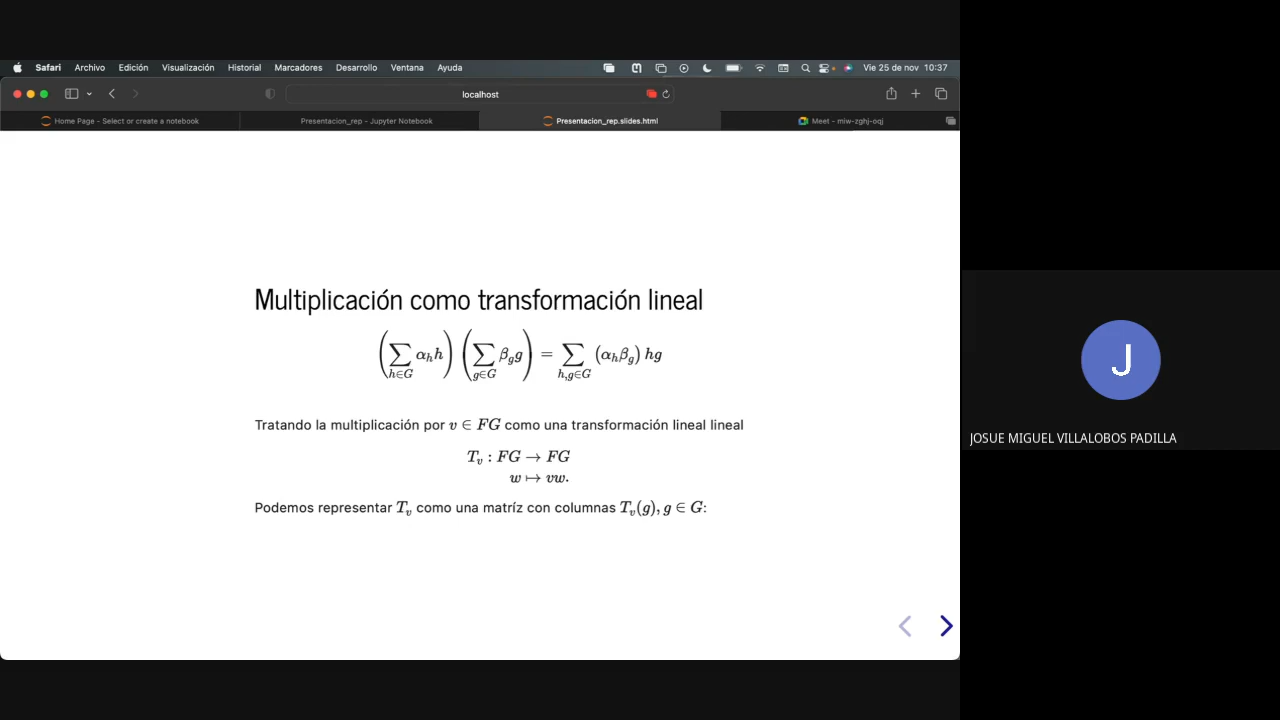 Safari Archivo Edición Visualización Historial Marcadores Desarrollo Ventana Ayuda Vie 25 de nov 10:37
localhost
Home Page - Select or create a notebook Presentacion_rep - Jupyter Notebook Presentacion_rep.slides.html Meet - miw-zghj-oqj
Multiplicación como transformación lineal
(∑_{h∈G} α_h h) (∑_{g∈G} β_g g) = ∑_{h,g∈G} (α_h β_g) hg
Tratando la multiplicación por v ∈ FG como una transformación lineal lineal
T_v : FG → FG
w ↦ vw.
Podemos representar T_v como una matríz con columnas T_v(g), g ∈ G:
J
JOSUE MIGUEL VILLALOBOS PADILLA